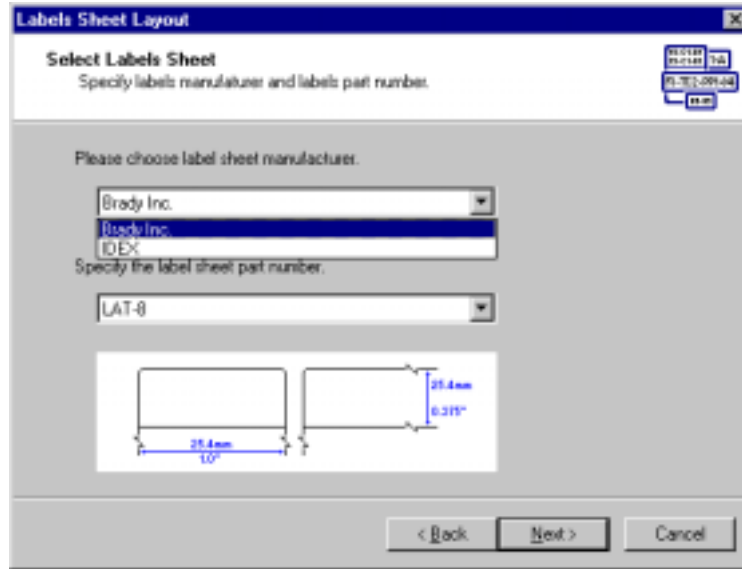 Labels Sheet Layout
Select Labels Sheet
Specify labels manufaturer and labels part number.
Please choose label sheet manufacturer.
Brady Inc.
Brady Inc.
IDEX
Specify the label sheet part number.
LAT-8
25.4mm
0.375"
25.4mm
1.0"
< Back
Next >
Cancel